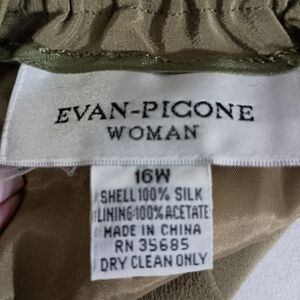 EVAN-PICONE
WOMAN
16W
SHELL:100% SILK
LINING:100% ACETATE
MADE IN CHINA
RN 35685
DRY CLEAN ONLY